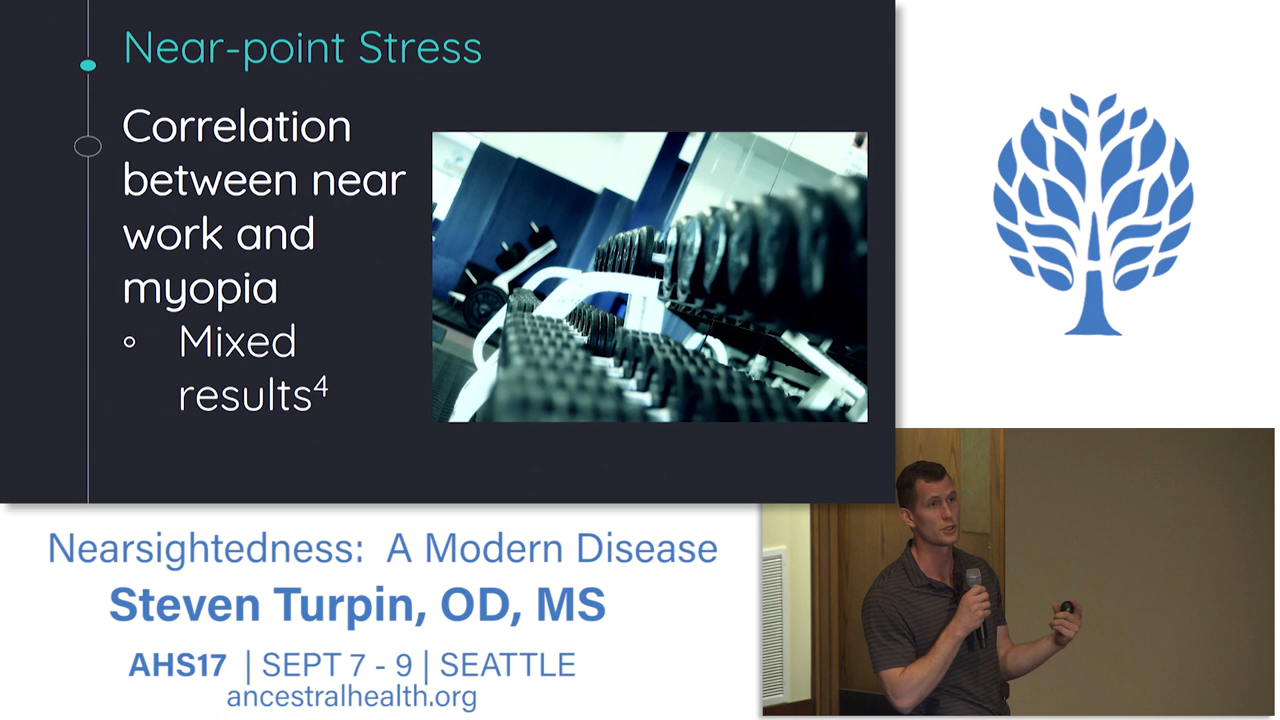 Near-point Stress
Correlation
between near
work and
myopia
◦ Mixed
results⁴
Nearsightedness: A Modern Disease
Steven Turpin, OD, MS
AHS17 | SEPT 7 - 9 | SEATTLE
ancestralhealth.org